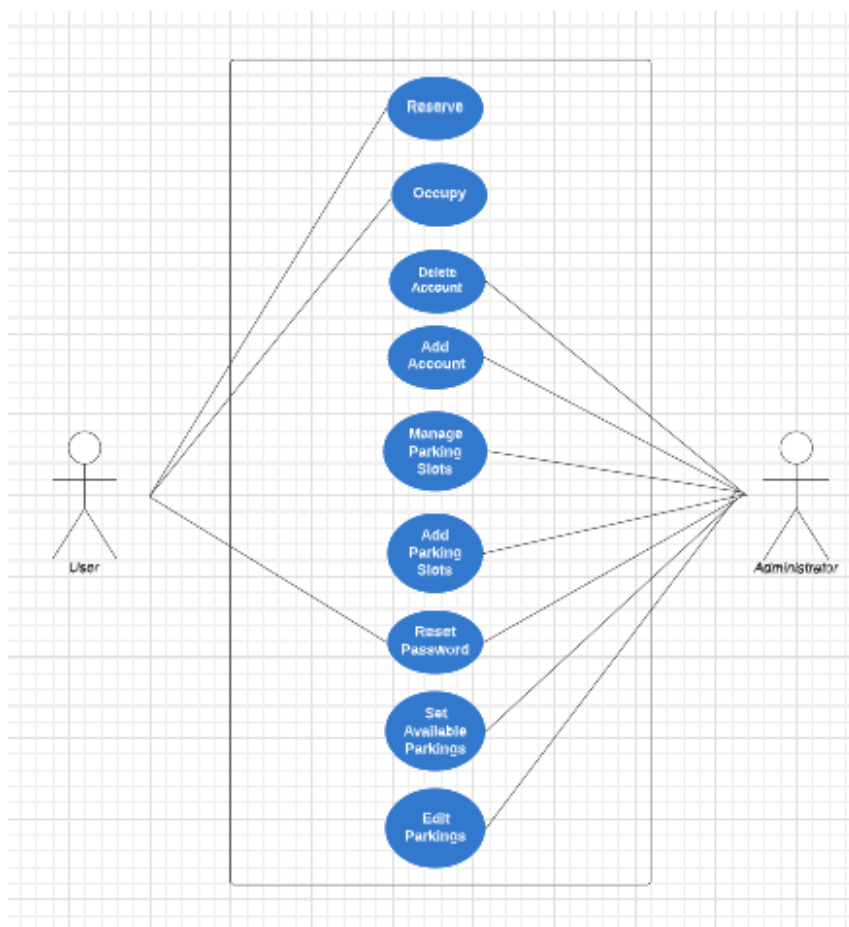 Reserve
Occupy
Delete
Account
Add
Account
Manage
Parking
Slots
Add
Parking
Slots
User
Administrator
Reset
Password
Set
Available
Parkings
Edit
Parkings